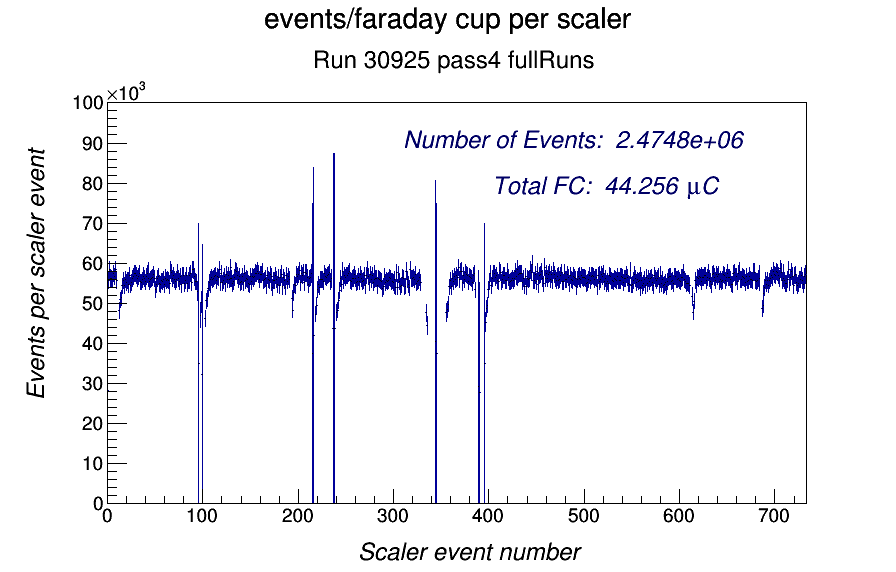 events/faraday cup per scaler
Run 30925 pass4 fullRuns
×10³
100
90
80
70
60
50
40
30
20
10
0
Events per scaler event
Number of Events: 2.4748e+06
Total FC: 44.256 μC
0 100 200 300 400 500 600 700
Scaler event number